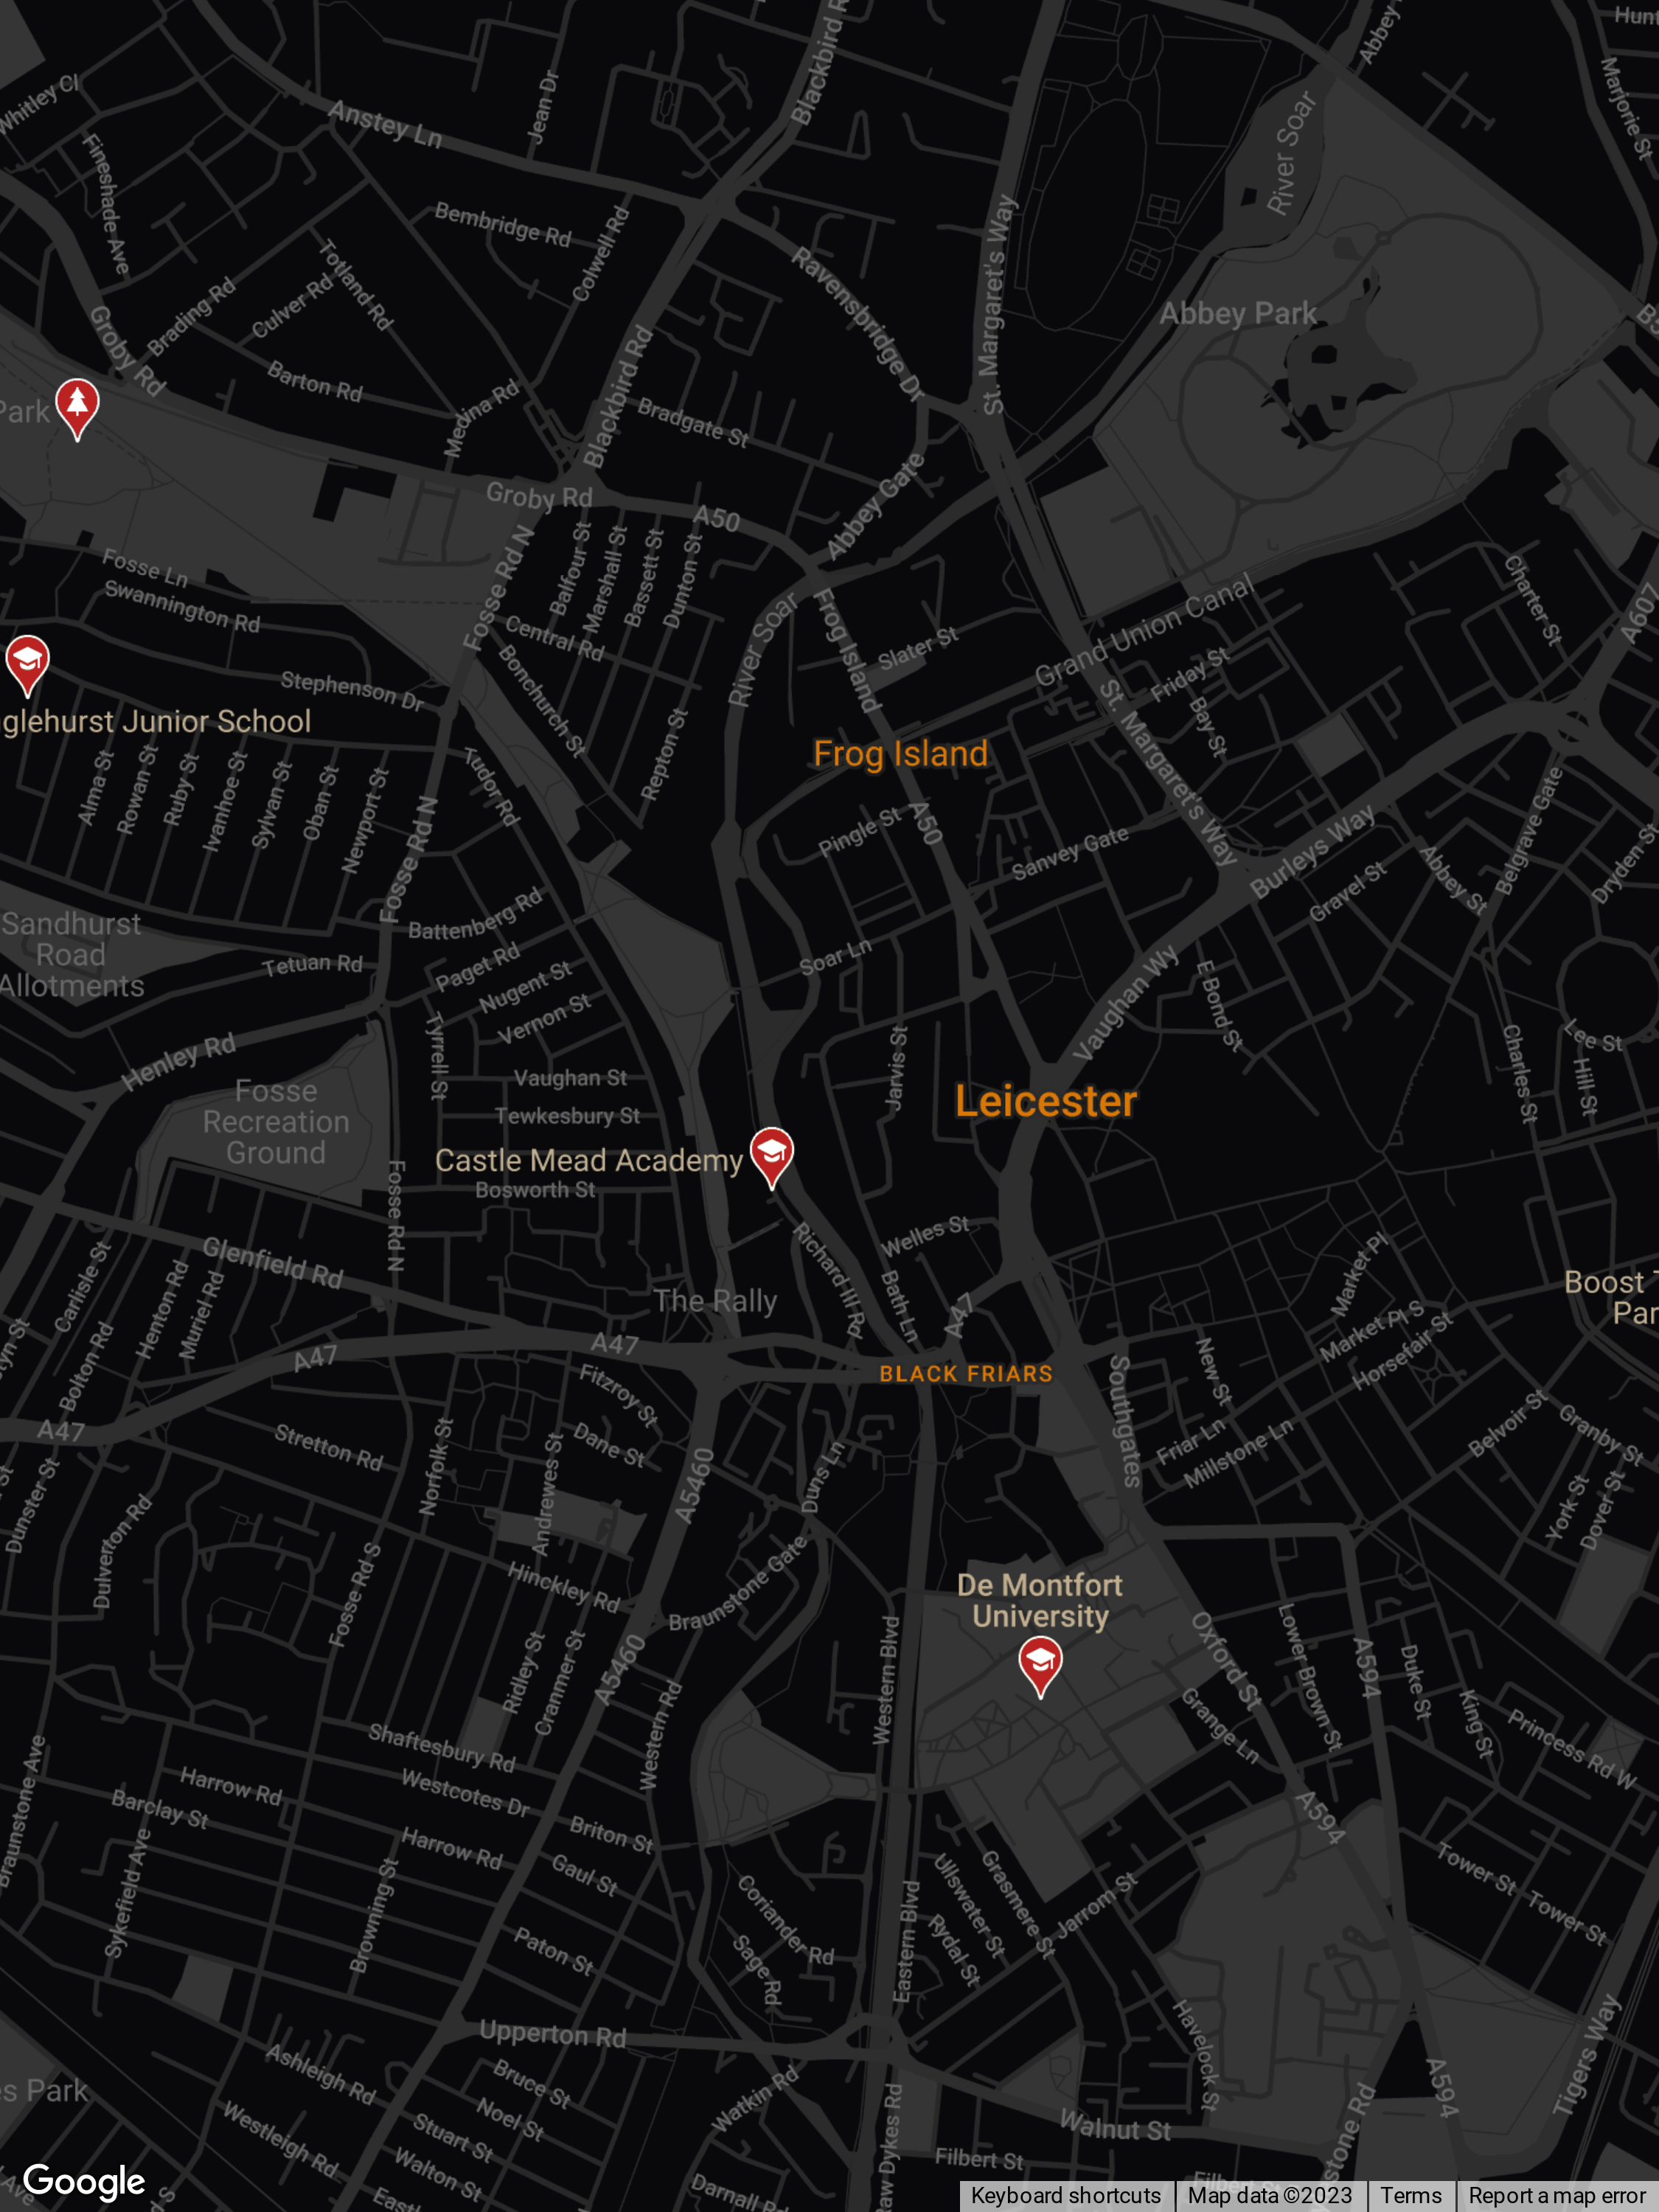 Hunt
Abbey
Blackbird R
Whitley Cl
Jean Dr
Anstey Ln
Marjorie St
River Soar
Fineshade Ave
Bembridge Rd
Colwell Rd
St. Margaret's Way
Totland Rd
Ravensbridge Dr
Brading Rd
Culver Rd
Abbey Park
Groby Rd
Blackbird Rd
Barton Rd
Medina Rd
Bradgate St
Park
Groby Rd
A50
Abbey Gate
Fosse Ln
Swannington Rd
Fosse Rd N
Balfour St
Marshall St
Bassett St
Dunton St
Central Rd
River Soar
Frog Island
Slater St
Grand Union Canal
Charter St
A607
Stephenson Dr
Bonchurch St
Friday St
St. Margaret's Way
Bay St
glehurst Junior School
Repton St
Frog Island
Alma St
Rowan St
Ruby St
Ivanhoe St
Sylvan St
Oban St
Newport St
Fosse Rd N
Tudor Rd
Pingle St
A50
Sanvey Gate
Burleys Way
Belgrave Gate
Abbey St
Gravel St
Dryden St
Sandhurst
Road
Allotments
Battenberg Rd
Tetuan Rd
Paget Rd
Nugent St
Vernon St
Soar Ln
Vaughan Wy
E Bond St
Henley Rd
Tyrrell St
Jarvis St
Charles St
Lee St
Hill St
Fosse
Recreation
Ground
Vaughan St
Tewkesbury St
Leicester
Castle Mead Academy
Bosworth St
Fosse Rd N
Glenfield Rd
Carlisle St
Henton Rd
Muriel Rd
Richard III R
Welles St
Bath Ln
A47
Market Pl
Market Pl S
Horsefair St
Boost T
Par
The Rally
Bolton Rd
A47
A47
BLACK FRIARS
Southgates
New St
Fitzroy St
A47
Stretton Rd
Norfolk St
Dane St
Andrewes St
A5460
Duns Ln
Friar Ln
Millstone Ln
Belvoir St
Granby St
York St
Dover St
Dunster St
Dulverton Rd
Fosse Rd S
Hinckley Rd
Braunstone Gate
De Montfort
University
Western Blvd
Oxford St
Lower Brown St
A594
Duke St
King St
Princess Rd W
Ridley St
Cranmer St
A5460
Western Rd
Grange Ln
Shaftesbury Rd
Braunstone Ave
Harrow Rd
Westcotes Dr
Barclay St
Briton St
A594
Harrow Rd
Gaul St
Sykefield Ave
Browning St
Coriander Rd
Sage Rd
Eastern Blvd
Ullswater St
Grasmere St
Rydal St
Jarrom St
Tower St
Tower St
Paton St
Upperton Rd
Havelock St
Tigers Way
Ashleigh Rd
Bruce St
Noel St
Stuart St
Walton St
Watkin Rd
aw Dykes Rd
Walnut St
stone Rd
A594
es Park
Westleigh Rd
Filbert St
Filbert St
Darnall Rd
Google
Keyboard shortcuts
Map data ©2023
Terms
Report a map error